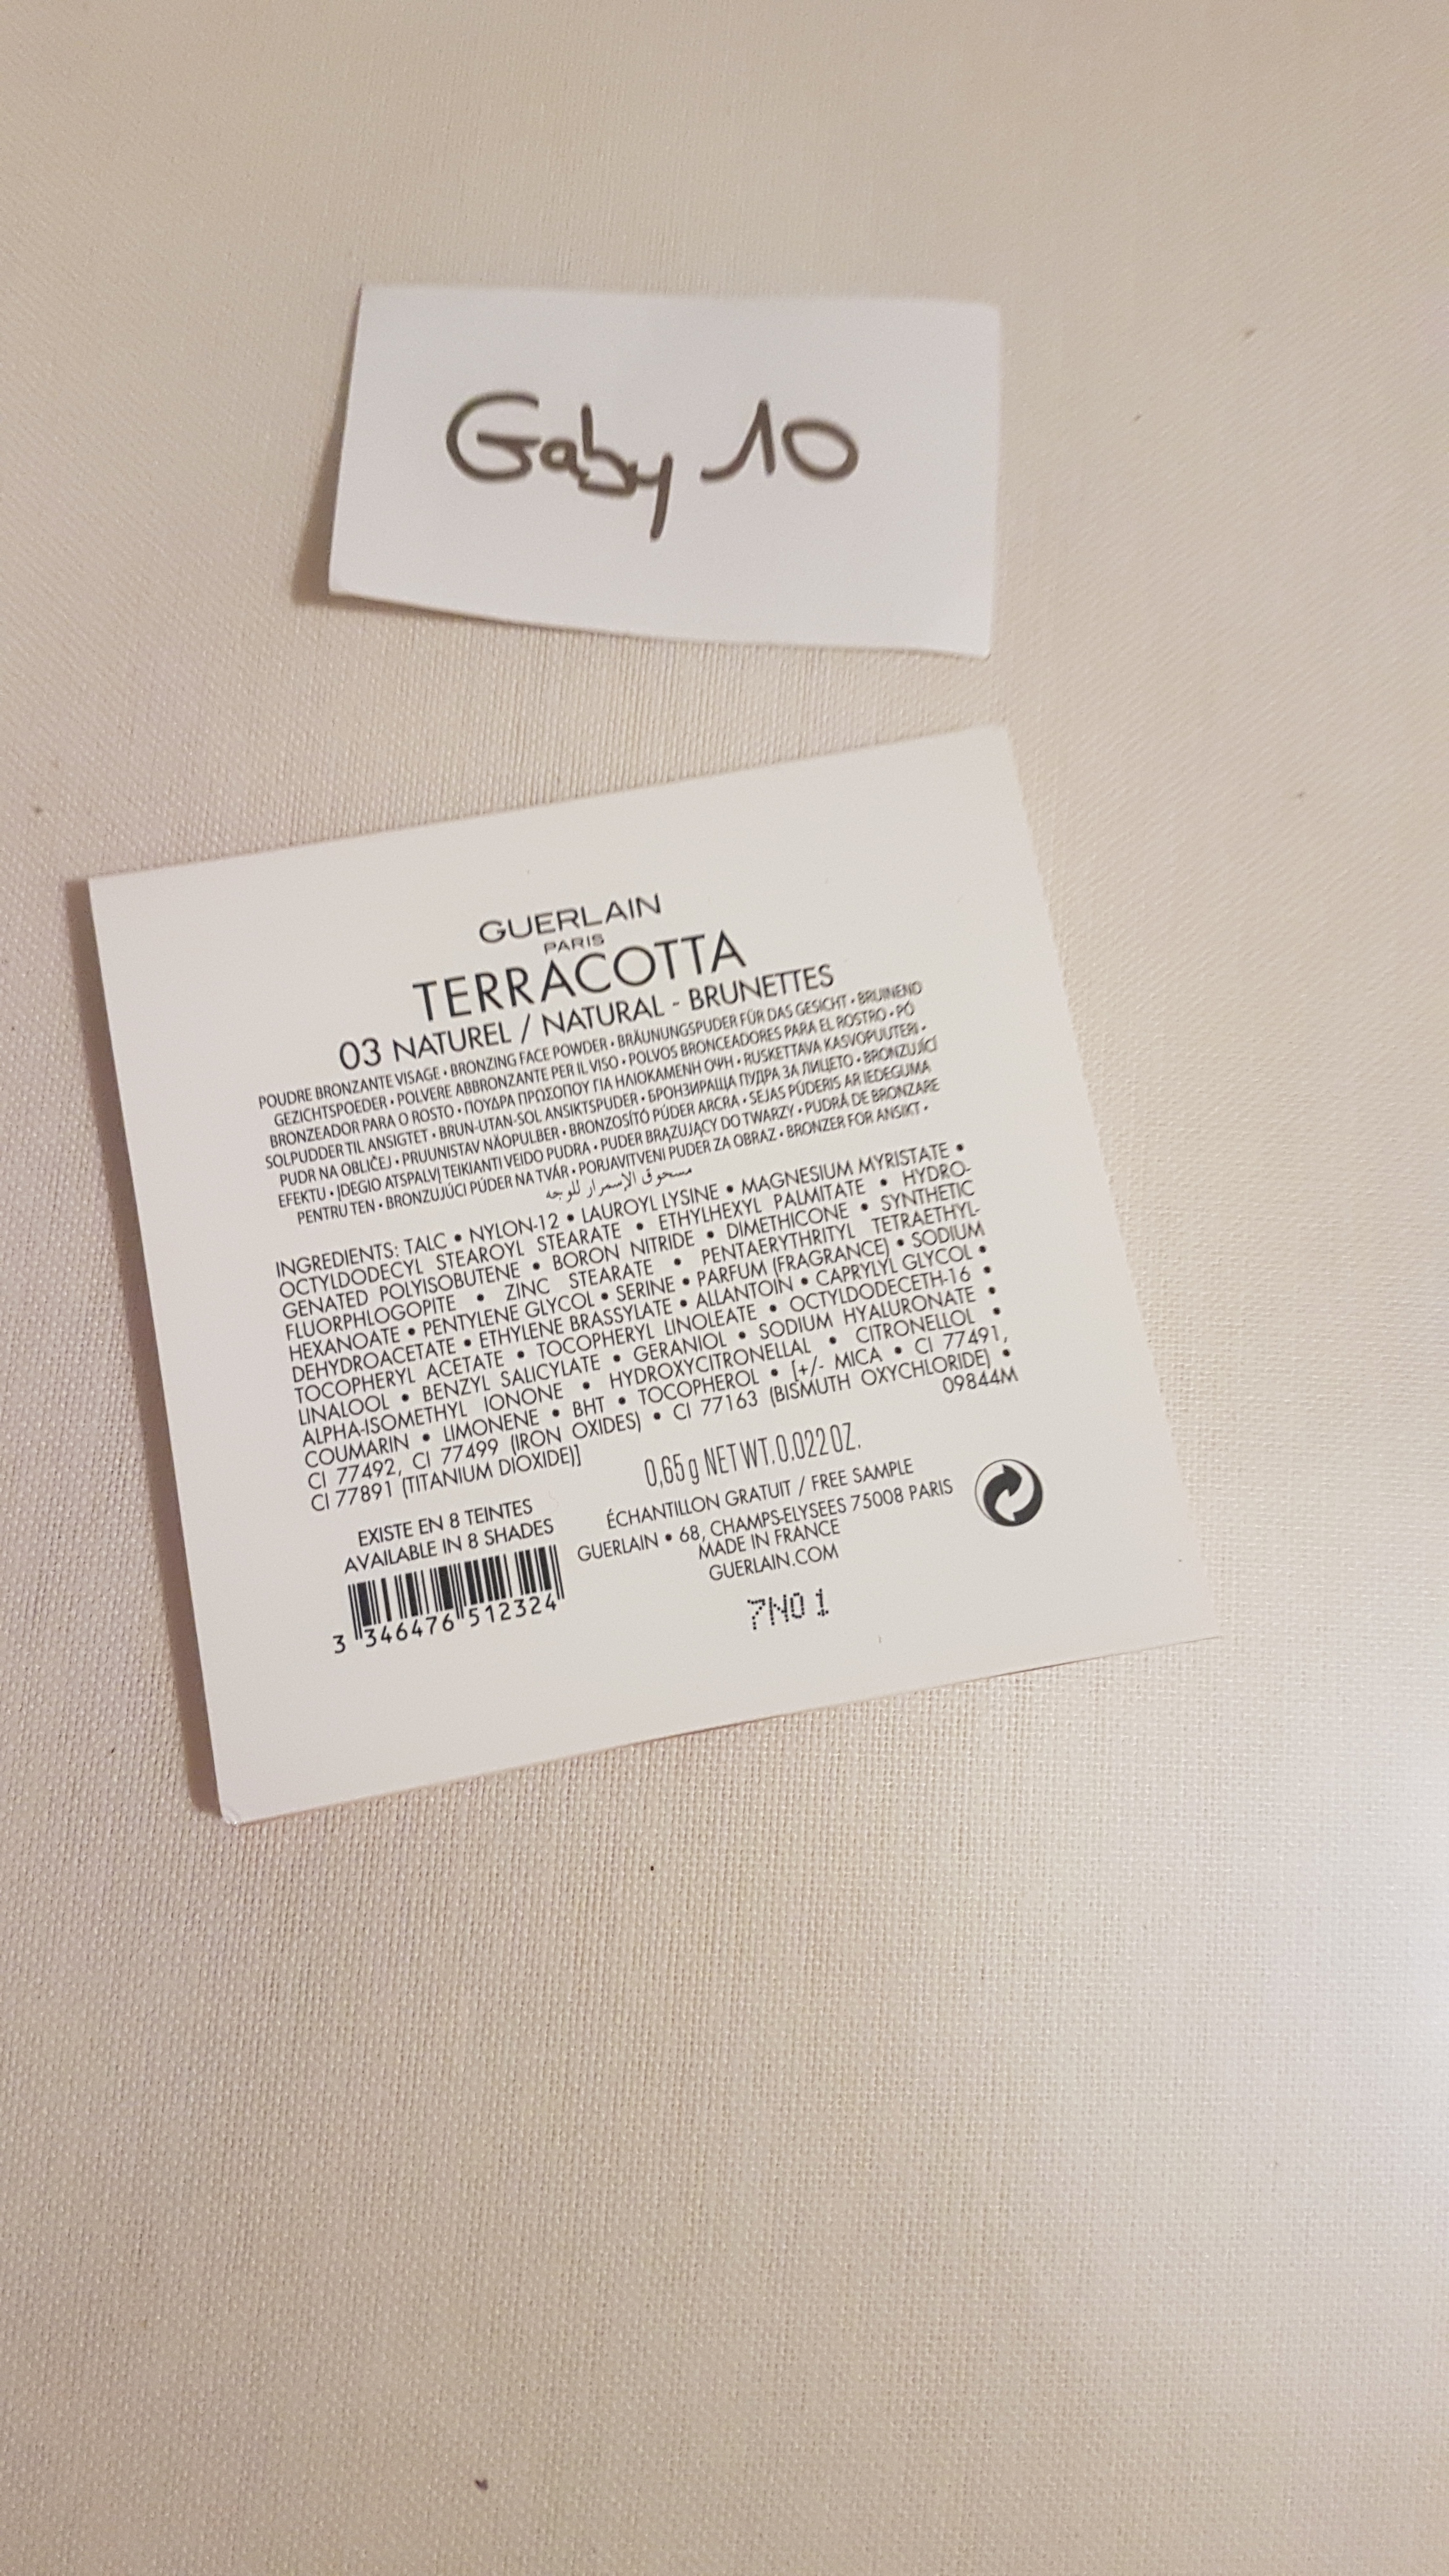 Gaby 10
GUERLAIN
PARIS
TERRACOTTA
03 NATUREL / NATURAL - BRUNETTES
POUDRE BRONZANTE VISAGE • BRONZING FACE POWDER • BRÄUNUNGSPUDER FÜR DAS GESICHT • BRUINEND
GEZICHTSPOEDER • POLVERE ABBRONZANTE PER IL VISO • POLVOS BRONCEADORES PARA EL ROSTRO • PÓ
BRONZEADOR PARA O ROSTO • ΠΟΥΔΡΑ ΠΡΟΣΩΠΟΥ ΓΙΑ ΗΛΙΟΚΑΜΕΝΗ ΟΨΗ • RUSKETTAVA KASVOPUUTERI •
SOLPUDDER TIL ANSIGTET • BRUN-UTAN-SOL ANSIKTSPUDER • БРОНЗИРАЩА ПУДРА ЗА ЛИЦЕТО • BRONZUJÍCÍ
PUDR NA OBLIČEJ • PRUUNISTAV NÄOPULBER • BRONZOSÍTÓ PÚDER ARCRA • SEJAS PŪDERIS AR IEDEGUMA
EFEKTU • ĮDEGIO ATSPALVĮ TEIKIANTI VEIDO PUDRA • PUDER BRĄZUJĄCY DO TWARZY • PUDRĂ DE BRONZARE
PENTRU TEN • BRONZUJÚCI PÚDER NA TVÁR • PORJAVITVENI PUDER ZA OBRAZ • BRONZER FOR ANSIKT •
مسحوق الإسمرار للوجه
INGREDIENTS: TALC • NYLON-12 • LAUROYL LYSINE • MAGNESIUM MYRISTATE •
OCTYLDODECYL STEAROYL STEARATE • ETHYLHEXYL PALMITATE • HYDRO-
GENATED POLYISOBUTENE • BORON NITRIDE • DIMETHICONE • SYNTHETIC
FLUORPHLOGOPITE • ZINC STEARATE • PENTAERYTHRITYL TETRAETHYL-
HEXANOATE • PENTYLENE GLYCOL • SERINE • PARFUM (FRAGRANCE) • SODIUM
DEHYDROACETATE • ETHYLENE BRASSYLATE • ALLANTOIN • CAPRYLYL GLYCOL •
TOCOPHERYL ACETATE • TOCOPHERYL LINOLEATE • OCTYLDODECETH-16 •
LINALOOL • BENZYL SALICYLATE • GERANIOL • SODIUM HYALURONATE •
ALPHA-ISOMETHYL IONONE • HYDROXYCITRONELLAL • CITRONELLOL •
COUMARIN • LIMONENE • BHT • TOCOPHEROL • [+/- MICA • CI 77491,
CI 77492, CI 77499 (IRON OXIDES) • CI 77163 (BISMUTH OXYCHLORIDE) •
CI 77891 (TITANIUM DIOXIDE)]
09844M
0,65g NET WT. 0.022 OZ.
EXISTE EN 8 TEINTES
AVAILABLE IN 8 SHADES
ÉCHANTILLON GRATUIT / FREE SAMPLE
GUERLAIN • 68, CHAMPS-ELYSEES 75008 PARIS
MADE IN FRANCE
GUERLAIN.COM
3 346476 512324
7N01